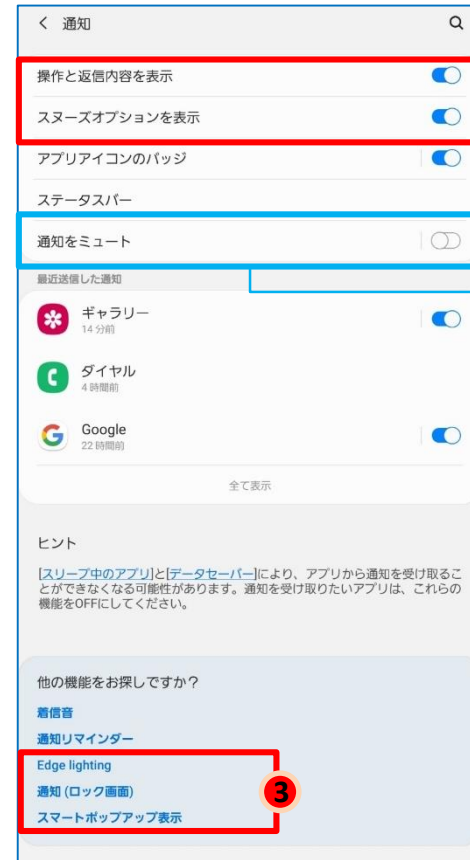 通知
操作と返信内容を表示
スヌーズオプションを表示
アプリアイコンのバッジ
ステータスバー
通知をミュート
最近送信した通知
ギャラリー
14 分前
ダイヤル
4 時間前
Google
22 時間前
全て表示
ヒント
[スリープ中のアプリ]と[データセーバー]により、アプリから通知を受け取るこ
とができなくなる可能性があります。通知を受け取りたいアプリは、これらの
機能をOFFにしてください。
他の機能をお探しですか？
着信音
通知リマインダー
Edge lighting
通知 (ロック画面)
3
スマートポップアップ表示